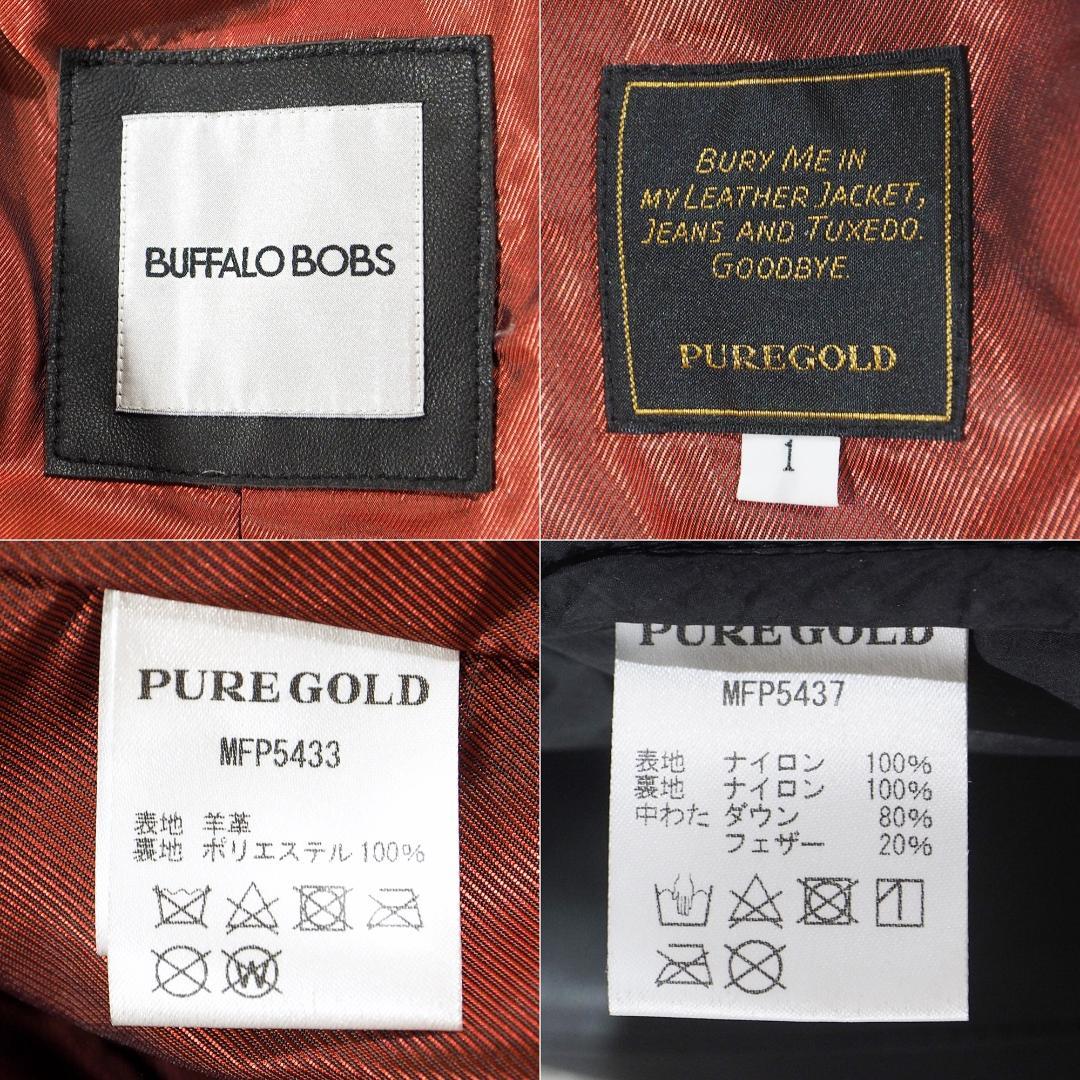 BUFFALO BOBS
BURY ME IN
MY LEATHER JACKET,
JEANS AND TUXEDO.
GOODBYE
PUREGOLD
1
PURE GOLD
MFP5433
表地 羊革
裏地 ポリエステル 100%
W
PURE GOLD
MFP5437
表地 ナイロン 100%
裏地 ナイロン 100%
中わた ダウン 80%
フェザー 20%